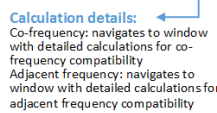 Calculation details:
Co-frequency: navigates to window
with detailed calculations for co-
frequency compatibility
Adjacent frequency: navigates to
window with detailed calculations for
adjacent frequency compatibility